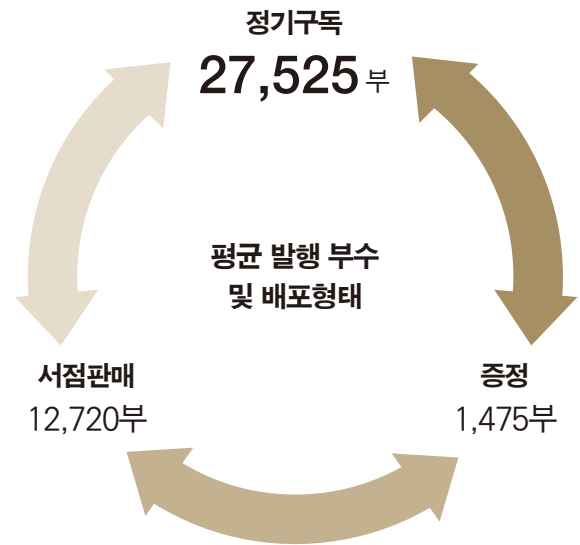 정기구독
27,525 부
평균 발행 부수
및 배포형태
서점판매
12,720부
증정
1,475부